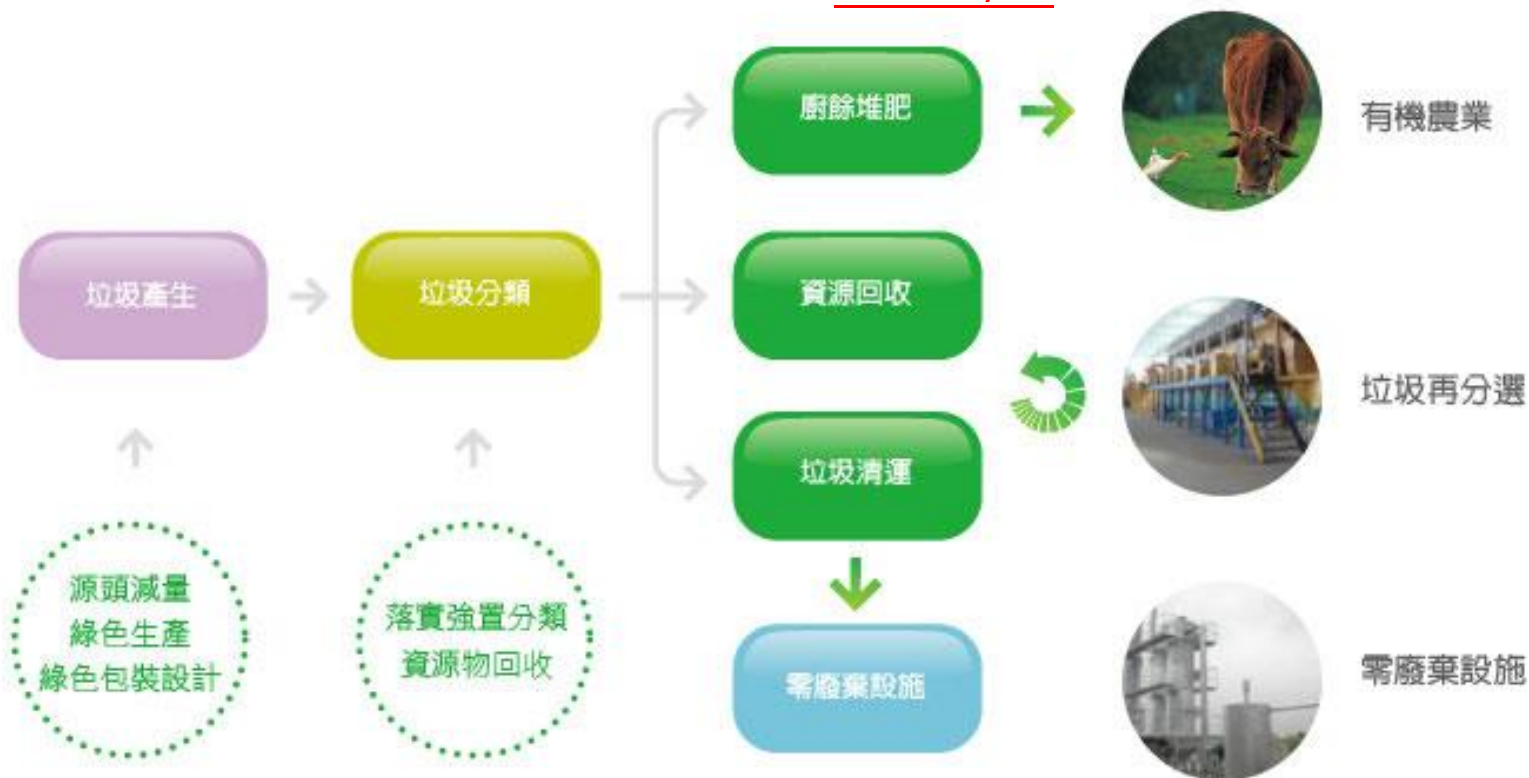 廚餘堆肥
有機農業
垃圾產生
垃圾分類
資源回收
垃圾再分選
垃圾清運
源頭減量
綠色生產
綠色包裝設計
落實強置分類
資源物回收
零廢棄設施
零廢棄設施